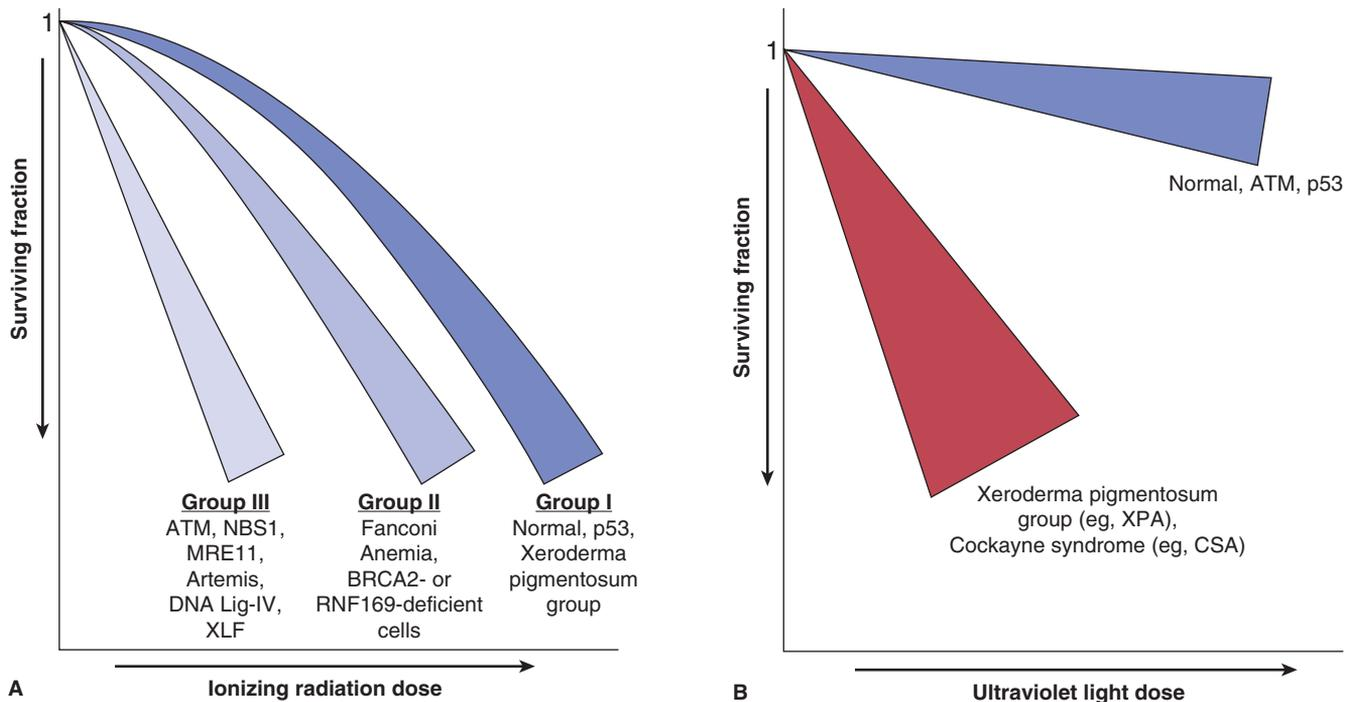 1
Surviving fraction
Group III
ATM, NBS1,
MRE11,
Artemis,
DNA Lig-IV,
XLF
Group II
Fanconi
Anemia,
BRCA2- or
RNF169-deficient
cells
Group I
Normal, p53,
Xeroderma
pigmentosum
group
A
Ionizing radiation dose
1
Surviving fraction
Normal, ATM, p53
Xeroderma pigmentosum
group (eg, XPA),
Cockayne syndrome (eg, CSA)
B
Ultraviolet light dose